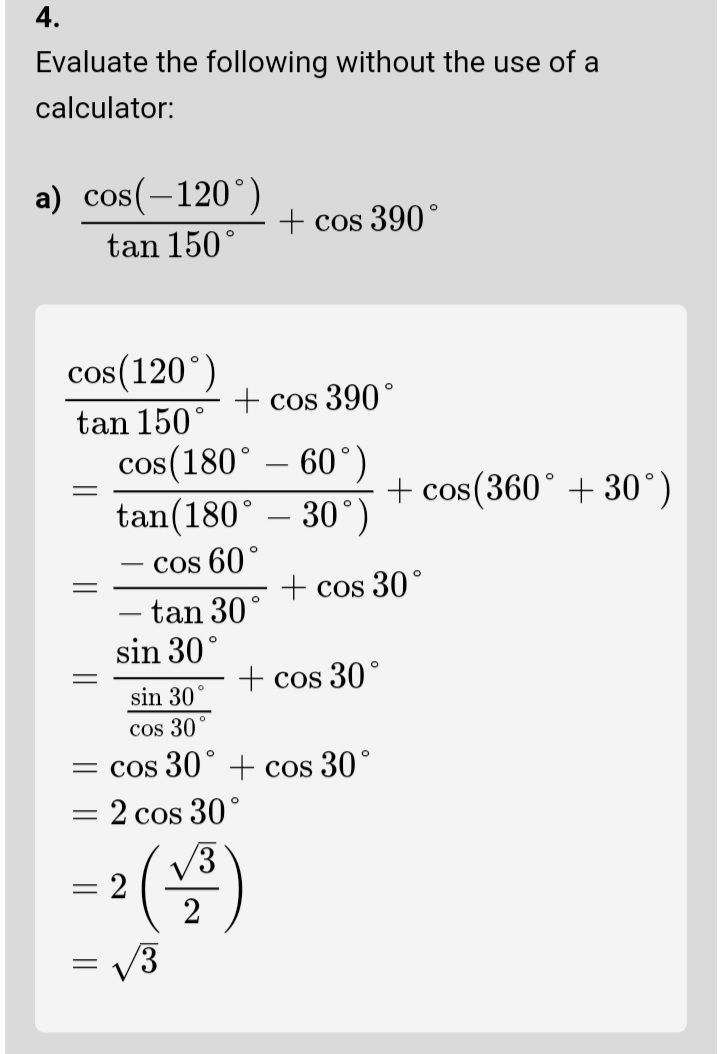 4.
Evaluate the following without the use of a
calculator:
a) \frac{\cos(-120^\circ)}{\tan 150^\circ} + \cos 390^\circ
\frac{\cos(120^\circ)}{\tan 150^\circ} + \cos 390^\circ
= \frac{\cos(180^\circ - 60^\circ)}{\tan(180^\circ - 30^\circ)} + \cos(360^\circ + 30^\circ)
= \frac{-\cos 60^\circ}{-\tan 30^\circ} + \cos 30^\circ
= \frac{\sin 30^\circ}{\frac{\sin 30^\circ}{\cos 30^\circ}} + \cos 30^\circ
= \cos 30^\circ + \cos 30^\circ
= 2 \cos 30^\circ
= 2 \left( \frac{\sqrt{3}}{2} \right)
= \sqrt{3}